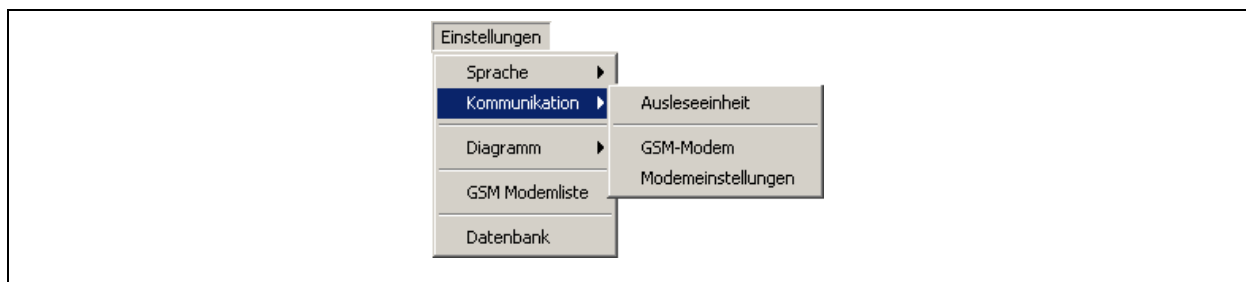 Einstellungen
Sprache
Kommunikation
Ausleseeinheit
Diagramm
GSM-Modem
Modemeinstellungen
GSM Modemliste
Datenbank